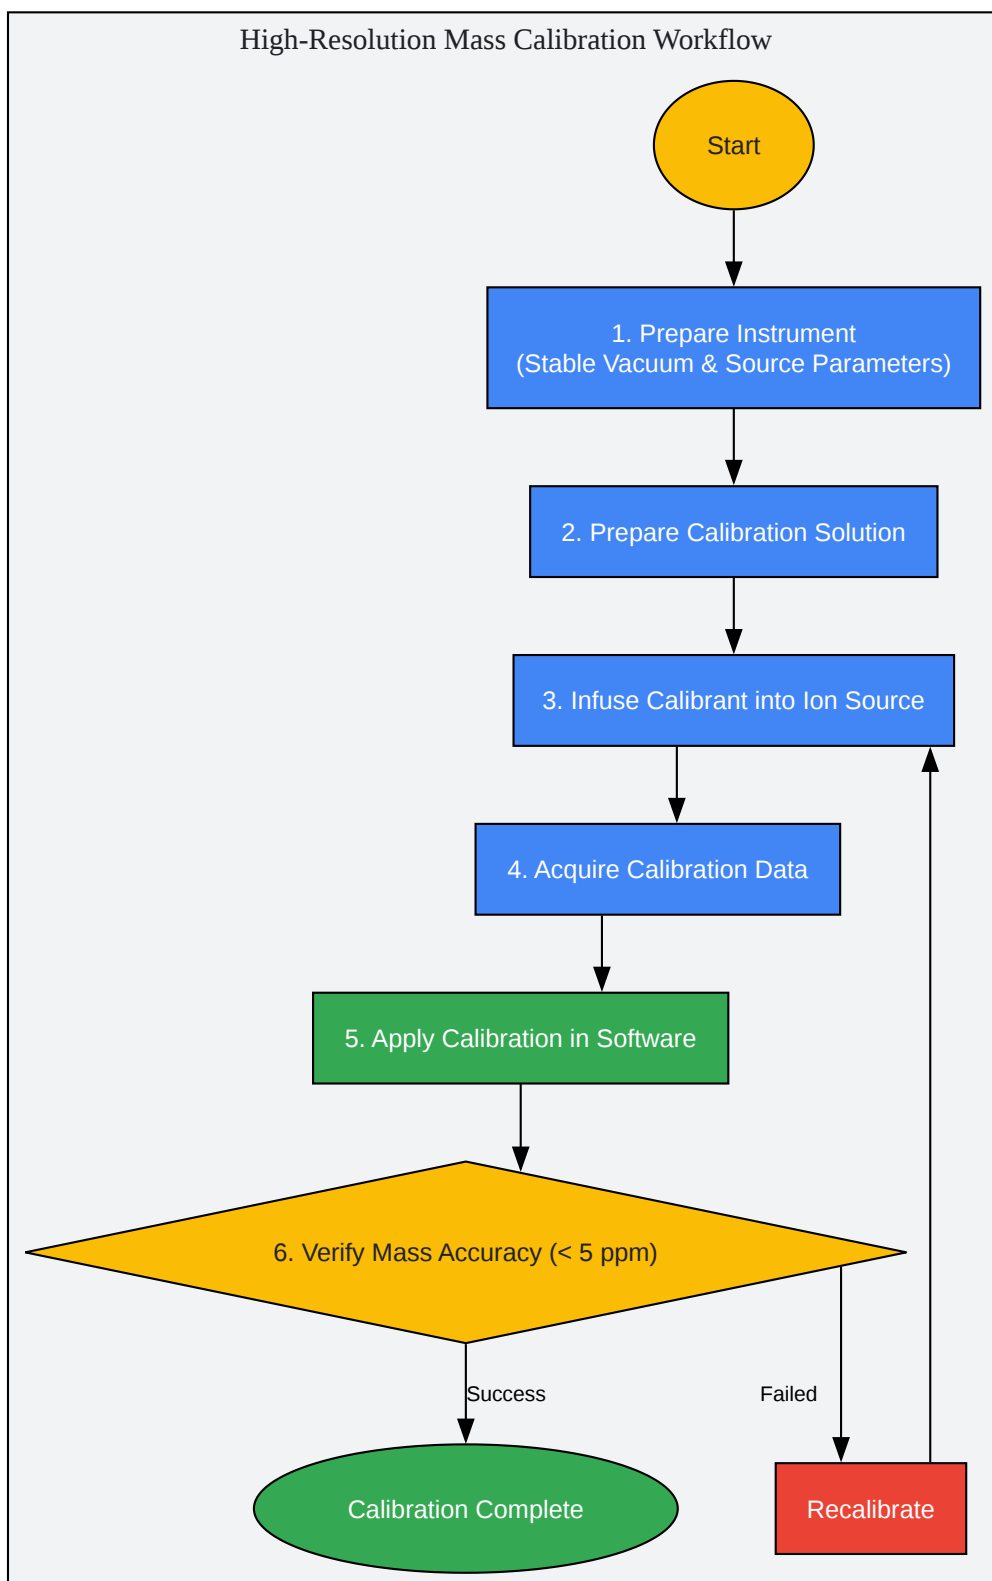 High-Resolution Mass Calibration Workflow
Start
1. Prepare Instrument
(Stable Vacuum & Source Parameters)
2. Prepare Calibration Solution
3. Infuse Calibrant into Ion Source
4. Acquire Calibration Data
5. Apply Calibration in Software
6. Verify Mass Accuracy (< 5 ppm)
Success
Failed
Calibration Complete
Recalibrate